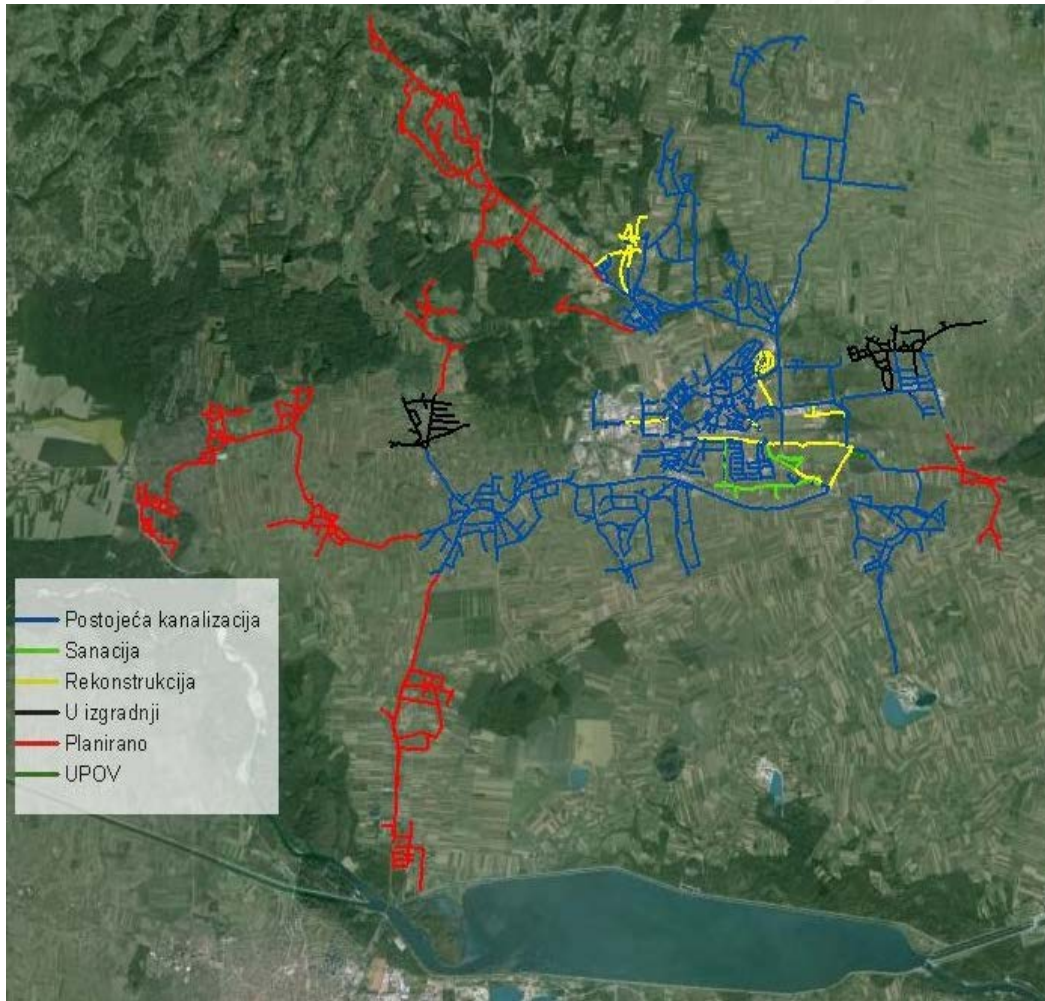 Postojeća kanalizacija
Sanacija
Rekonstrukcija
U izgradnji
Planirano
UPOV